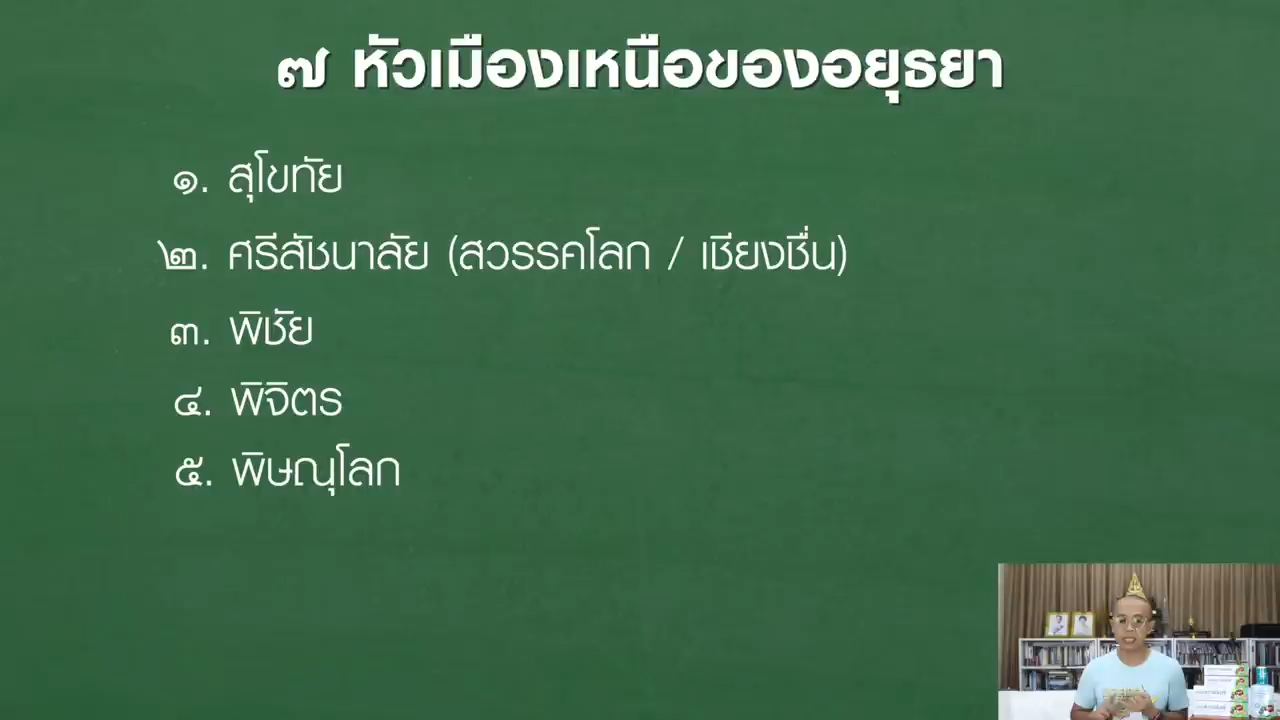 ๗ หัวเมืองเหนือของอยุธยา
๑. สุโขทัย
๒. ศรีสัชนาลัย (สวรรคโลก / เชียงชื่น)
๓. พิชัย
๔. พิจิตร
๕. พิษณุโลก